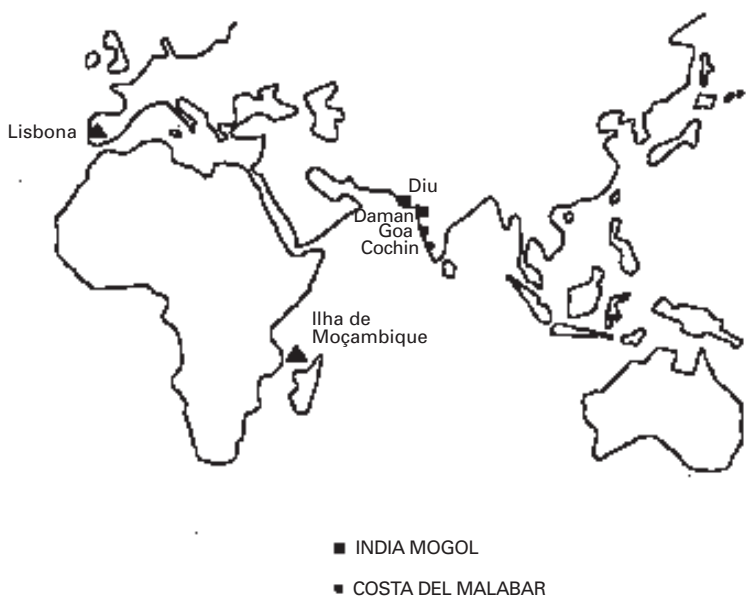 Lisbona
Diu
Daman
Goa
Cochin
Ilha de
Moçambique
INDIA MOGOL
COSTA DEL MALABAR